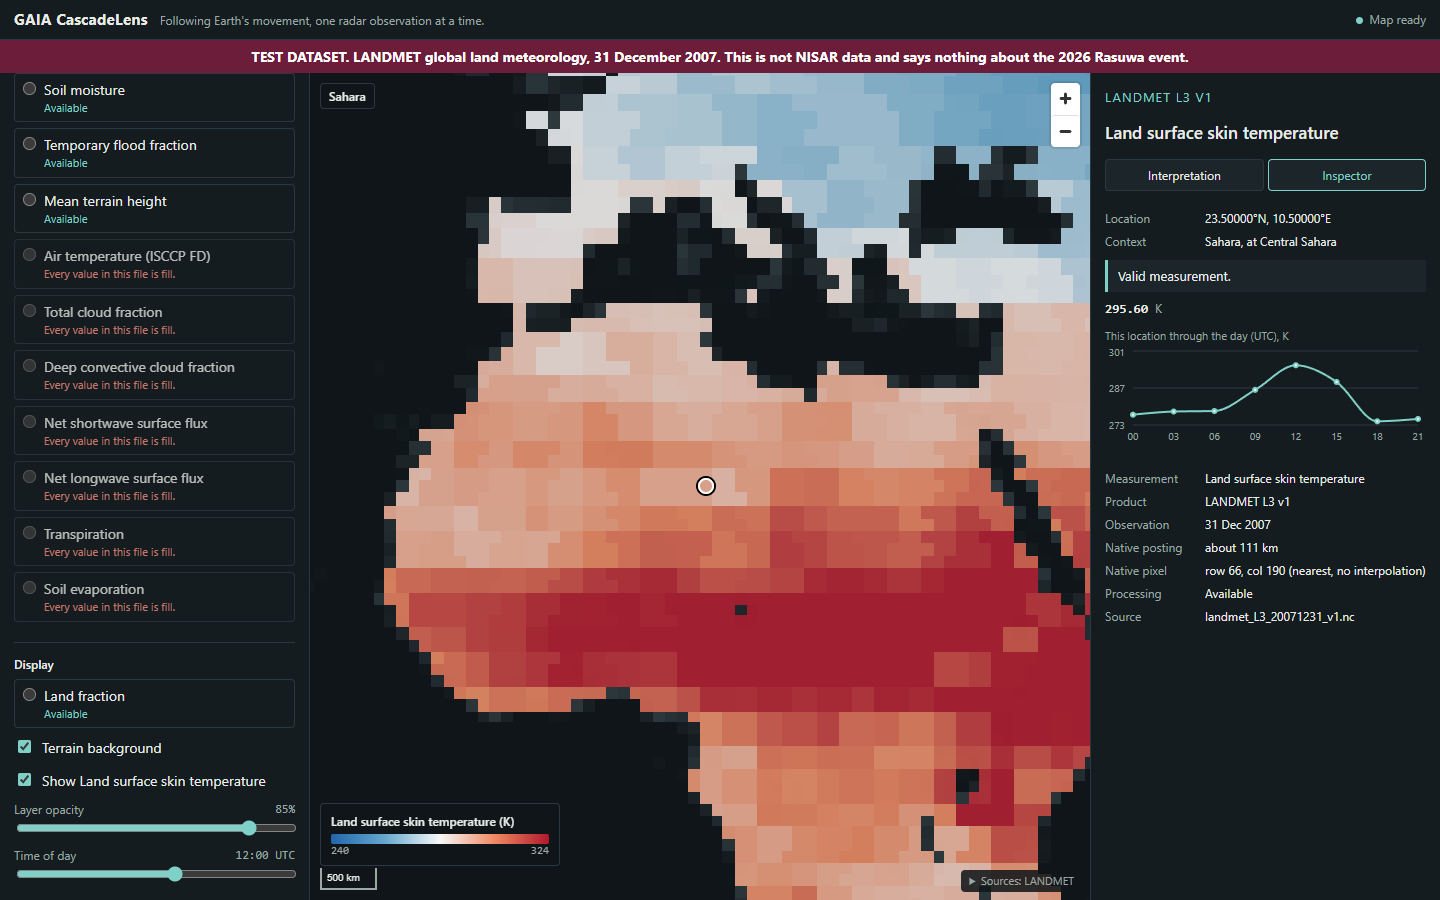 GAIA CascadeLens
Following Earth's movement, one radar observation at a time.
Map ready
TEST DATASET. LANDMET global land meteorology, 31 December 2007. This is not NISAR data and says nothing about the 2026 Rasuwa event.
Soil moisture
Available
Temporary flood fraction
Available
Mean terrain height
Available
Air temperature (ISCCP FD)
Every value in this file is fill.
Total cloud fraction
Every value in this file is fill.
Deep convective cloud fraction
Every value in this file is fill.
Net shortwave surface flux
Every value in this file is fill.
Net longwave surface flux
Every value in this file is fill.
Transpiration
Every value in this file is fill.
Soil evaporation
Every value in this file is fill.
Display
Land fraction
Available
Terrain background
Show Land surface skin temperature
Layer opacity 85%
Time of day 12:00 UTC
Sahara
+
−
Land surface skin temperature (K)
240 324
500 km
Sources: LANDMET
LANDMET L3 V1
Land surface skin temperature
Interpretation Inspector
Location 23.50000°N, 10.50000°E
Context Sahara, at Central Sahara
Valid measurement.
295.60 K
This location through the day (UTC), K
301
287
273
00 03 06 09 12 15 18 21
Measurement Land surface skin temperature
Product LANDMET L3 v1
Observation 31 Dec 2007
Native posting about 111 km
Native pixel row 66, col 190 (nearest, no interpolation)
Processing Available
Source landmet_L3_20071231_v1.nc